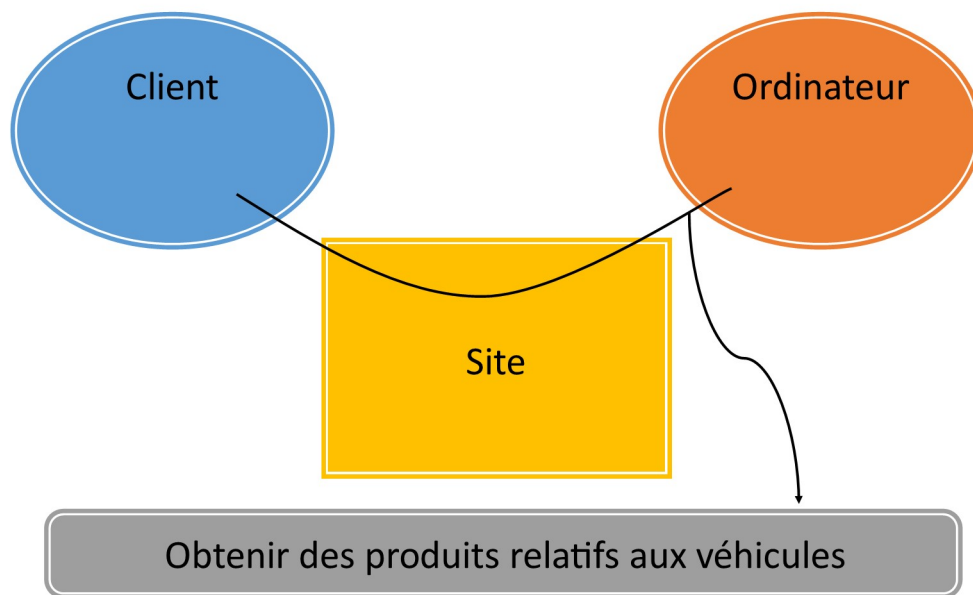 Client
Ordinateur
Site
Obtenir des produits relatifs aux véhicules